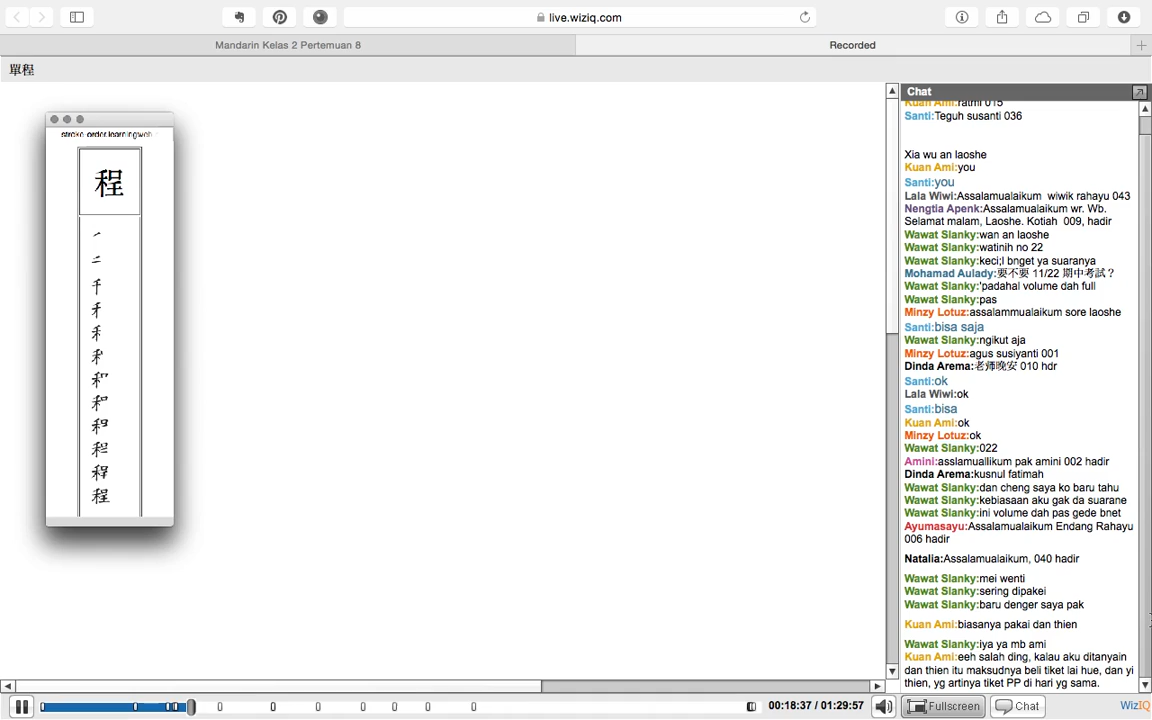 live.wiziq.com
Mandarin Kelas 2 Pertemuan 8
Recorded
單程
stroke-order.learningweb
程
千
程
Chat
Kuan Ami:ratmi 015
Santi:Teguh susanti 036
Xia wu an laoshe
Kuan Ami:you
Santi:you
Lala Wiwi:Assalamualaikum wiwik rahayu 043
Nengtia Apenk:Assalamualaikum wr. Wb.
Selamat malam, Laoshe. Kotiah 009, hadir
Wawat Slanky:wan an laoshe
Wawat Slanky:watinih no 22
Wawat Slanky:keci;l bnget ya suaranya
Mohamad Aulady:要不要 11/22 期中考試？
Wawat Slanky:'padahal volume dah full
Wawat Slanky:pas
Minzy Lotuz:assalammualaikum sore laoshe
Santi:bisa saja
Wawat Slanky:ngikut aja
Minzy Lotuz:agus susiyanti 001
Dinda Arema:老师晚安 010 hdr
Santi:ok
Lala Wiwi:ok
Santi:bisa
Kuan Ami:ok
Minzy Lotuz:ok
Wawat Slanky:022
Amini:asslamuallikum pak amini 002 hadir
Dinda Arema:kusnul fatimah
Wawat Slanky:dan cheng saya ko baru tahu
Wawat Slanky:kebiasaan aku gak da suarane
Wawat Slanky:ini volume dah pas gede bnet
Ayumasayu:Assalamualaikum Endang Rahayu
006 hadir
Natalia:Assalamualaikum, 040 hadir
Wawat Slanky:mei wenti
Wawat Slanky:sering dipakei
Wawat Slanky:baru denger saya pak
Kuan Ami:biasanya pakai dan thien
Wawat Slanky:iya ya mb ami
Kuan Ami:eeh salah ding, kalau aku ditanyain
dan thien itu maksudnya beli tiket lai hue, dan yi
thien, yg artinya tiket PP di hari yg sama.
00:18:37 / 01:29:57
Fullscreen
Chat
WizIQ